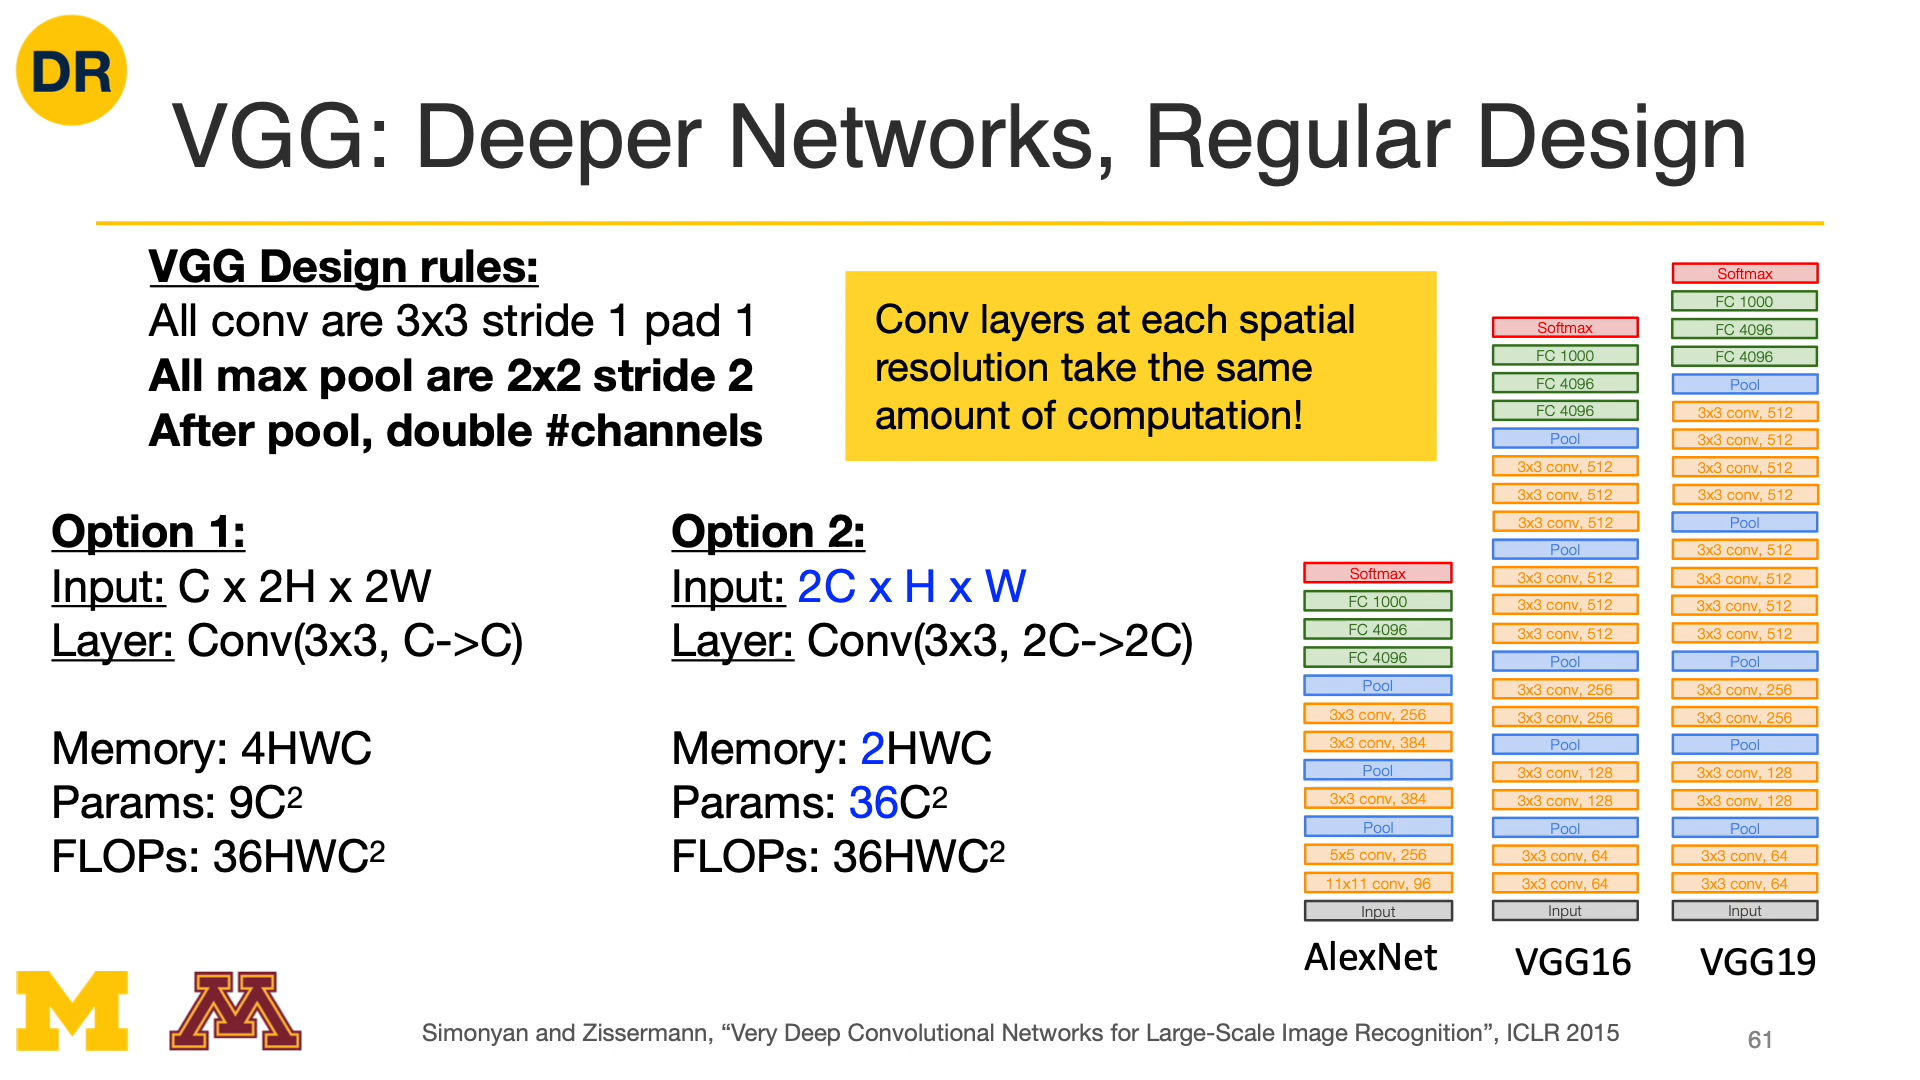 DR
VGG: Deeper Networks, Regular Design
VGG Design rules:
All conv are 3x3 stride 1 pad 1
All max pool are 2x2 stride 2
After pool, double #channels
Conv layers at each spatial
resolution take the same
amount of computation!
Option 1:
Input: C x 2H x 2W
Layer: Conv(3x3, C->C)
Memory: 4HWC
Params: 9C²
FLOPs: 36HWC²
Option 2:
Input: 2C x H x W
Layer: Conv(3x3, 2C->2C)
Memory: 2HWC
Params: 36C²
FLOPs: 36HWC²
Softmax
FC 1000
FC 4096
FC 4096
Pool
3x3 conv, 256
3x3 conv, 384
Pool
3x3 conv, 384
Pool
5x5 conv, 256
11x11 conv, 96
Input
AlexNet
Softmax
FC 1000
FC 4096
FC 4096
Pool
3x3 conv, 512
3x3 conv, 512
3x3 conv, 512
Pool
3x3 conv, 512
3x3 conv, 512
3x3 conv, 512
Pool
3x3 conv, 256
3x3 conv, 256
Pool
3x3 conv, 128
3x3 conv, 128
Pool
3x3 conv, 64
3x3 conv, 64
Input
VGG16
Softmax
FC 1000
FC 4096
FC 4096
Pool
3x3 conv, 512
3x3 conv, 512
3x3 conv, 512
3x3 conv, 512
Pool
3x3 conv, 512
3x3 conv, 512
3x3 conv, 512
3x3 conv, 512
Pool
3x3 conv, 256
3x3 conv, 256
Pool
3x3 conv, 128
3x3 conv, 128
Pool
3x3 conv, 64
3x3 conv, 64
Input
VGG19
M
M
Simonyan and Zissermann, “Very Deep Convolutional Networks for Large-Scale Image Recognition”, ICLR 2015
61